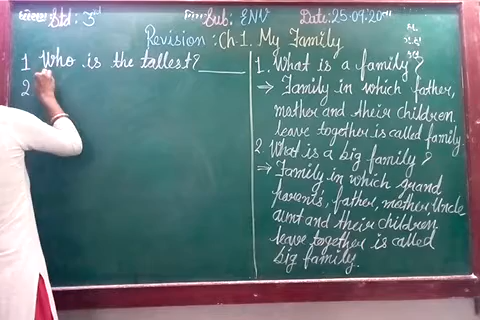 Std: 3rd Sub: ENV Date: 25.09.20
Revision: Ch-1. My Family
1 Who is the tallest?
2
1. What is a family?
⇒ Family in which father,
mother and their children
leave together is called family.
2. What is a big family?
⇒ Family in which grand
parents, father, mother, Uncle
aunt and their children
leave together is called
big family.